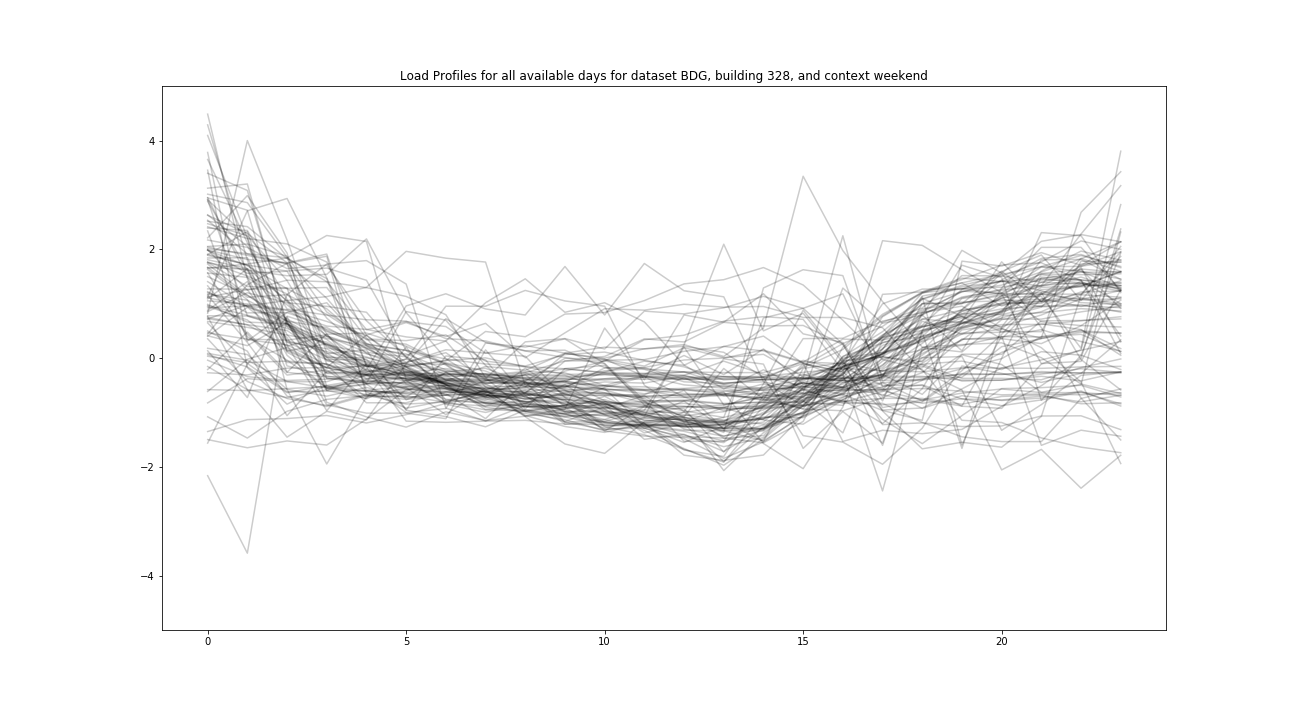 Load Profiles for all available days for dataset BDG, building 328, and context weekend
4
2
0
−2
−4
0 5 10 15 20